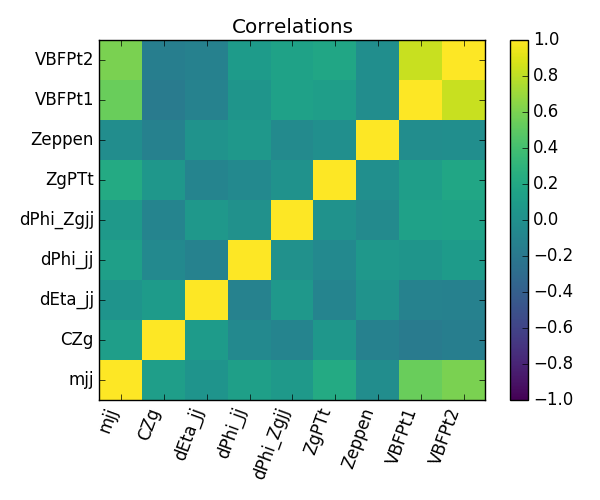 Correlations
VBFPt2
VBFPt1
Zeppen
ZgPTt
dPhi_Zgjj
dPhi_jj
dEta_jj
CZg
mjj
mjj
CZg
dEta_jj
dPhi_jj
dPhi_Zgjj
ZgPTt
Zeppen
VBFPt1
VBFPt2
1.0
0.8
0.6
0.4
0.2
0.0
−0.2
−0.4
−0.6
−0.8
−1.0